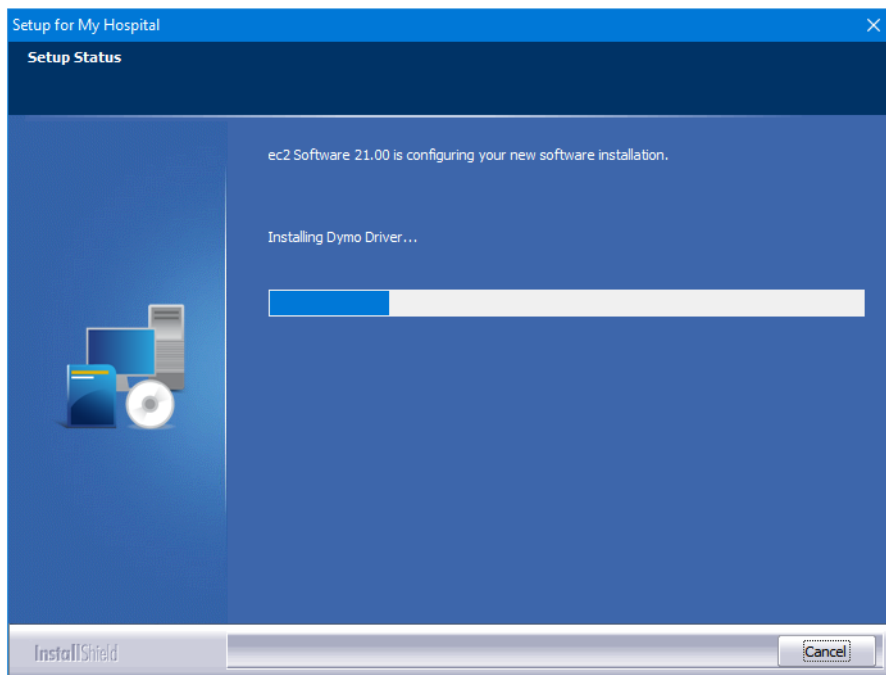 Setup for My Hospital
Setup Status
ec2 Software 21.00 is configuring your new software installation.
Installing Dymo Driver...
InstallShield
Cancel